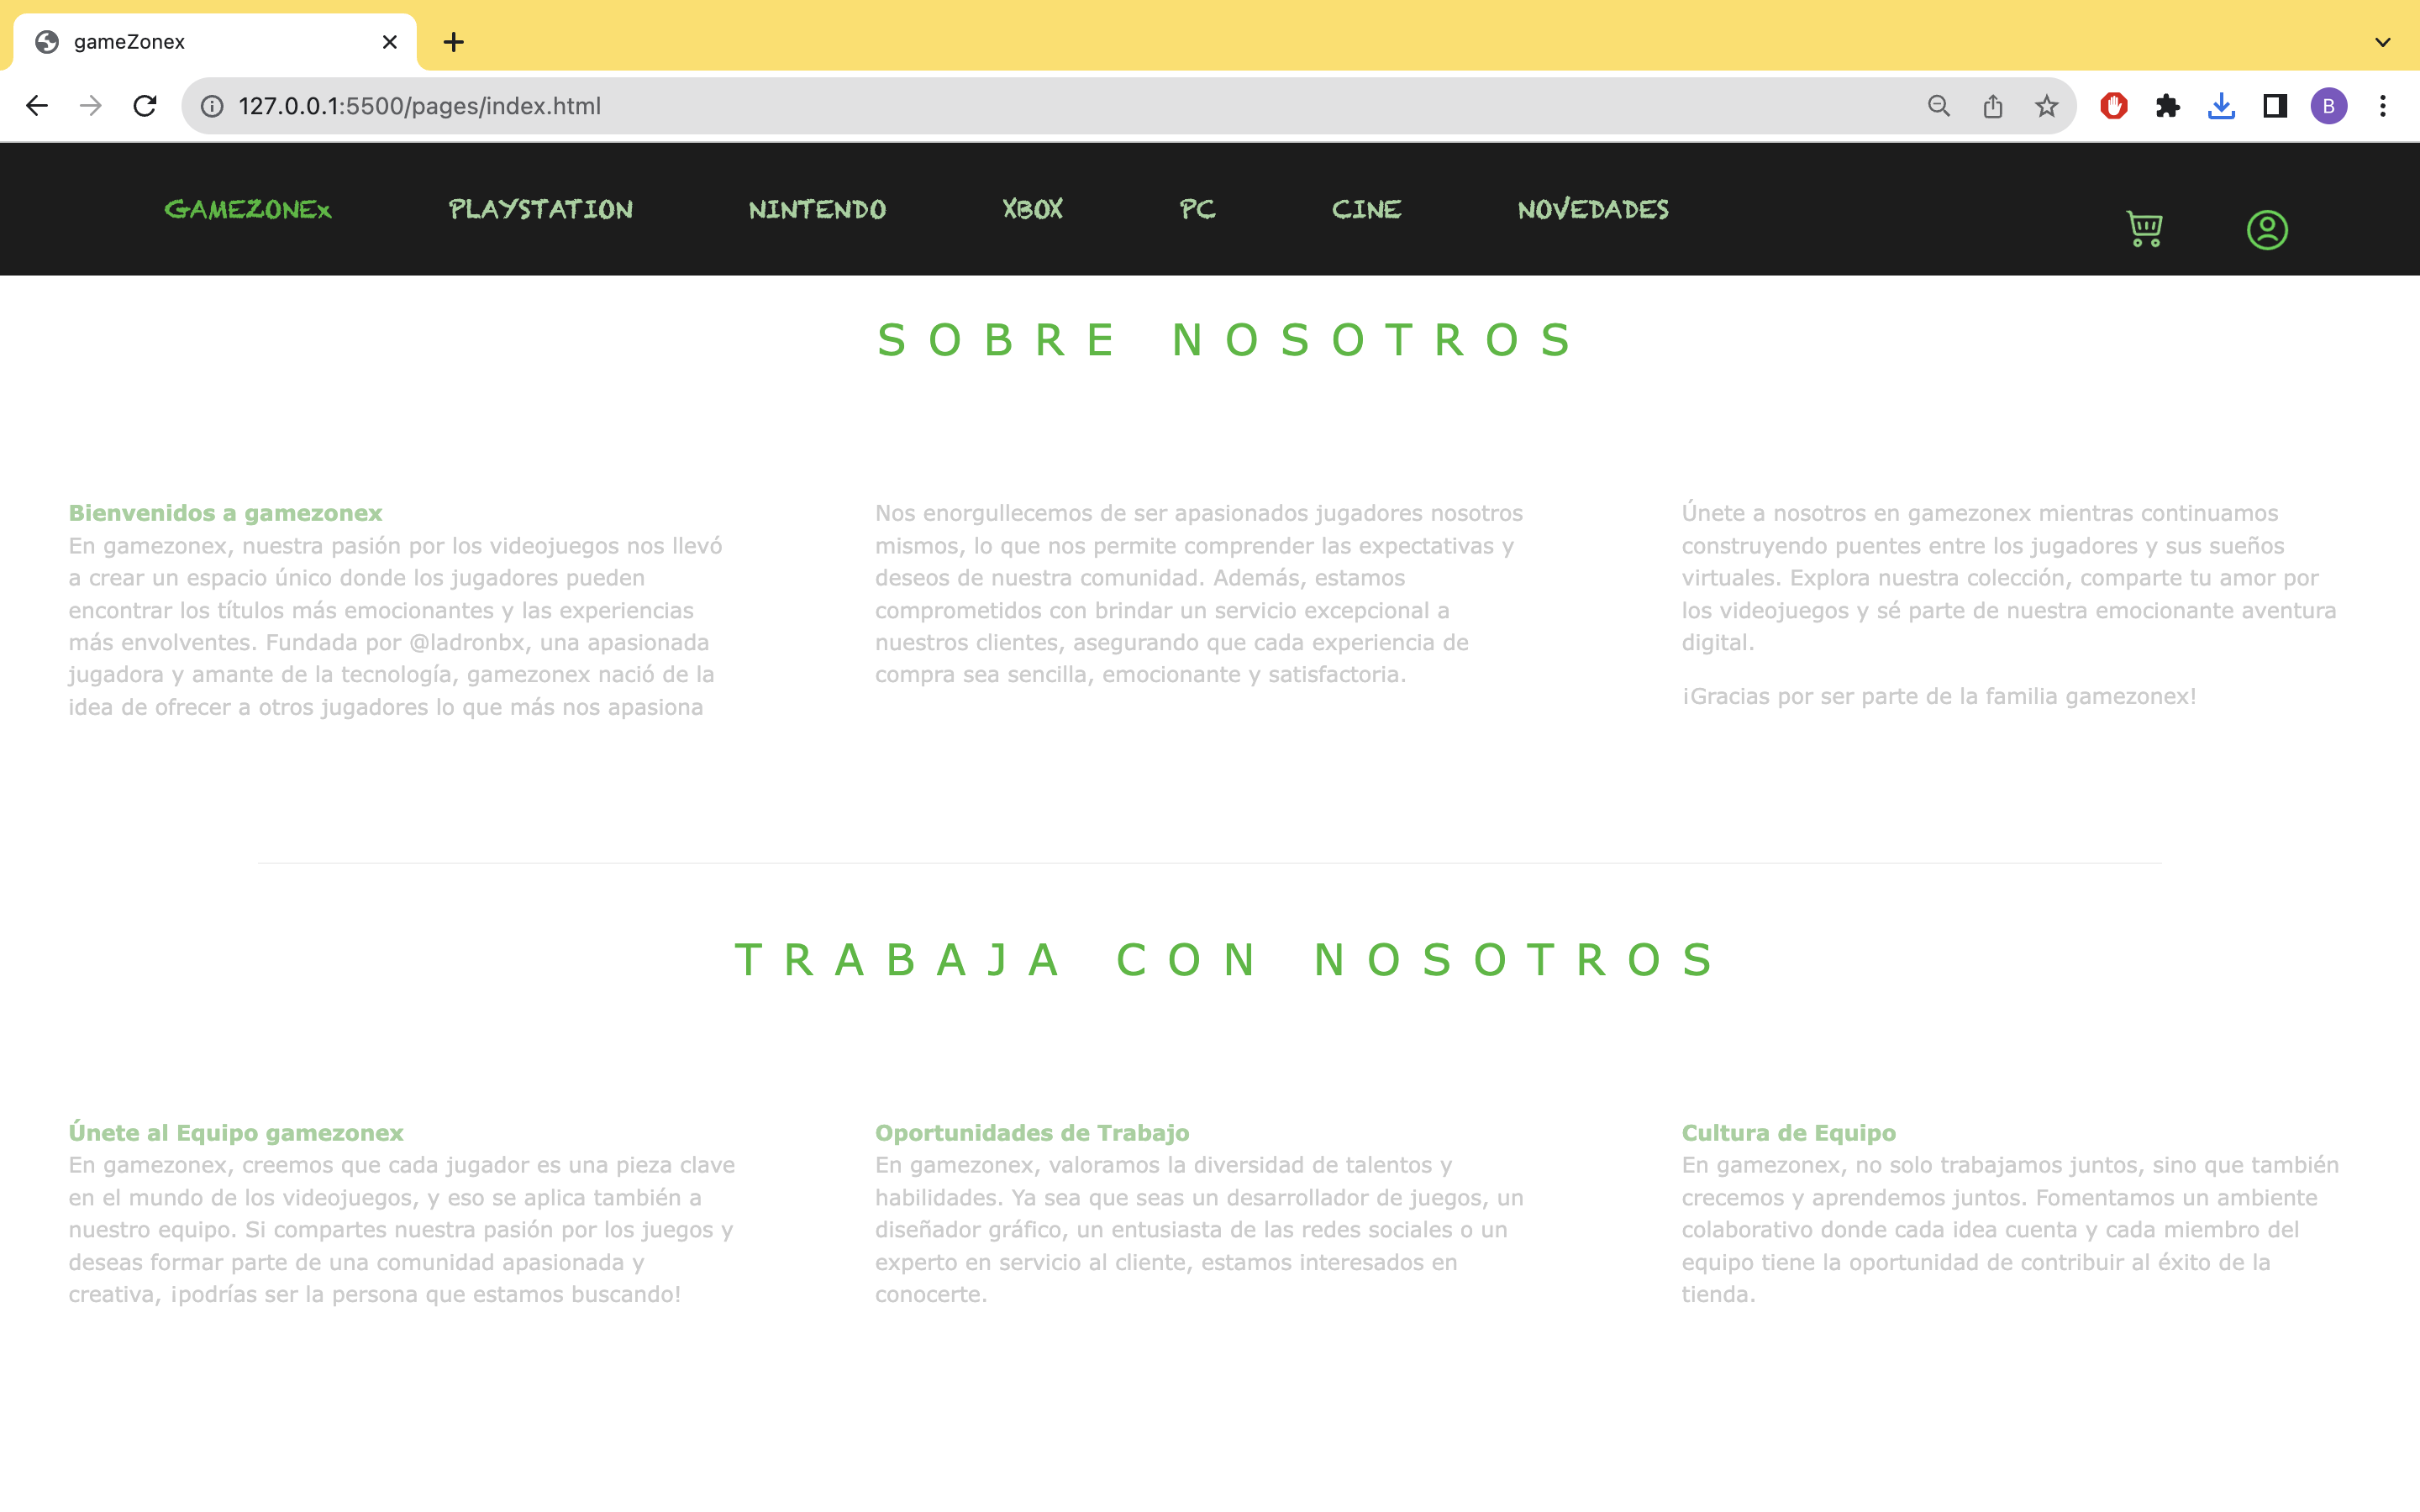 gameZonex
127.0.0.1:5500/pages/index.html
B
GAMEZONEx PLAYSTATION NINTENDO XBOX PC CINE NOVEDADES
SOBRE NOSOTROS
Bienvenidos a gamezonex
En gamezonex, nuestra pasión por los videojuegos nos llevó
a crear un espacio único donde los jugadores pueden
encontrar los títulos más emocionantes y las experiencias
más envolventes. Fundada por @ladronbx, una apasionada
jugadora y amante de la tecnología, gamezonex nació de la
idea de ofrecer a otros jugadores lo que más nos apasiona
Nos enorgullecemos de ser apasionados jugadores nosotros
mismos, lo que nos permite comprender las expectativas y
deseos de nuestra comunidad. Además, estamos
comprometidos con brindar un servicio excepcional a
nuestros clientes, asegurando que cada experiencia de
compra sea sencilla, emocionante y satisfactoria.
Únete a nosotros en gamezonex mientras continuamos
construyendo puentes entre los jugadores y sus sueños
virtuales. Explora nuestra colección, comparte tu amor por
los videojuegos y sé parte de nuestra emocionante aventura
digital.
¡Gracias por ser parte de la familia gamezonex!
TRABAJA CON NOSOTROS
Únete al Equipo gamezonex
En gamezonex, creemos que cada jugador es una pieza clave
en el mundo de los videojuegos, y eso se aplica también a
nuestro equipo. Si compartes nuestra pasión por los juegos y
deseas formar parte de una comunidad apasionada y
creativa, ¡podrías ser la persona que estamos buscando!
Oportunidades de Trabajo
En gamezonex, valoramos la diversidad de talentos y
habilidades. Ya sea que seas un desarrollador de juegos, un
diseñador gráfico, un entusiasta de las redes sociales o un
experto en servicio al cliente, estamos interesados en
conocerte.
Cultura de Equipo
En gamezonex, no solo trabajamos juntos, sino que también
crecemos y aprendemos juntos. Fomentamos un ambiente
colaborativo donde cada idea cuenta y cada miembro del
equipo tiene la oportunidad de contribuir al éxito de la
tienda.